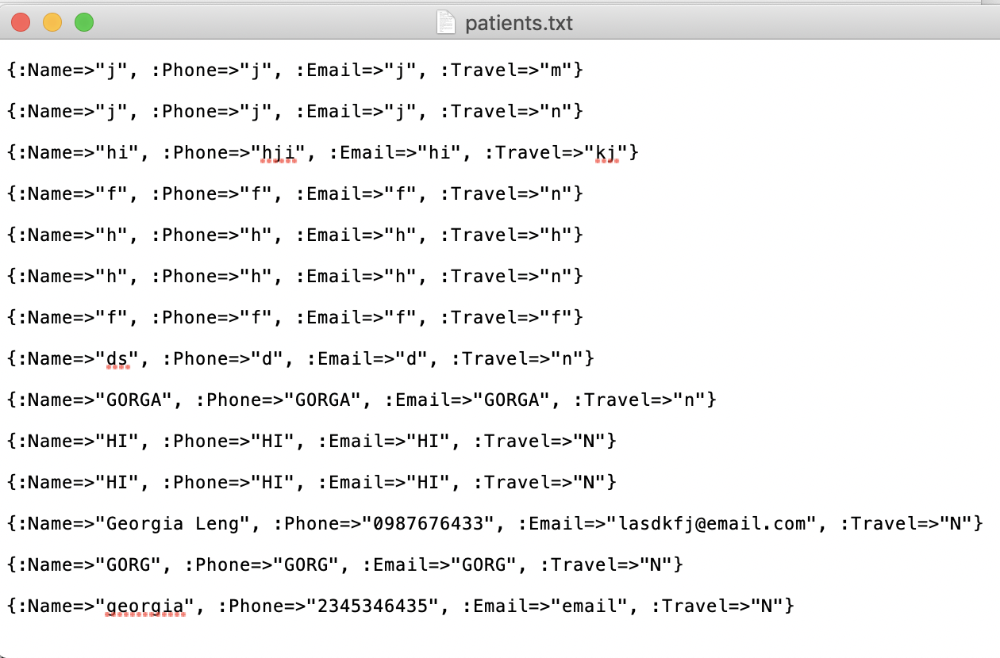 patients.txt
{:Name=>"j", :Phone=>"j", :Email=>"j", :Travel=>"m"}
{:Name=>"j", :Phone=>"j", :Email=>"j", :Travel=>"n"}
{:Name=>"hi", :Phone=>"hji", :Email=>"hi", :Travel=>"kj"}
{:Name=>"f", :Phone=>"f", :Email=>"f", :Travel=>"n"}
{:Name=>"h", :Phone=>"h", :Email=>"h", :Travel=>"h"}
{:Name=>"h", :Phone=>"h", :Email=>"h", :Travel=>"n"}
{:Name=>"f", :Phone=>"f", :Email=>"f", :Travel=>"f"}
{:Name=>"ds", :Phone=>"d", :Email=>"d", :Travel=>"n"}
{:Name=>"GORGA", :Phone=>"GORGA", :Email=>"GORGA", :Travel=>"n"}
{:Name=>"HI", :Phone=>"HI", :Email=>"HI", :Travel=>"N"}
{:Name=>"HI", :Phone=>"HI", :Email=>"HI", :Travel=>"N"}
{:Name=>"Georgia Leng", :Phone=>"0987676433", :Email=>"lasdkfj@email.com", :Travel=>"N"}
{:Name=>"GORG", :Phone=>"GORG", :Email=>"GORG", :Travel=>"N"}
{:Name=>"georgia", :Phone=>"2345346435", :Email=>"email", :Travel=>"N"}